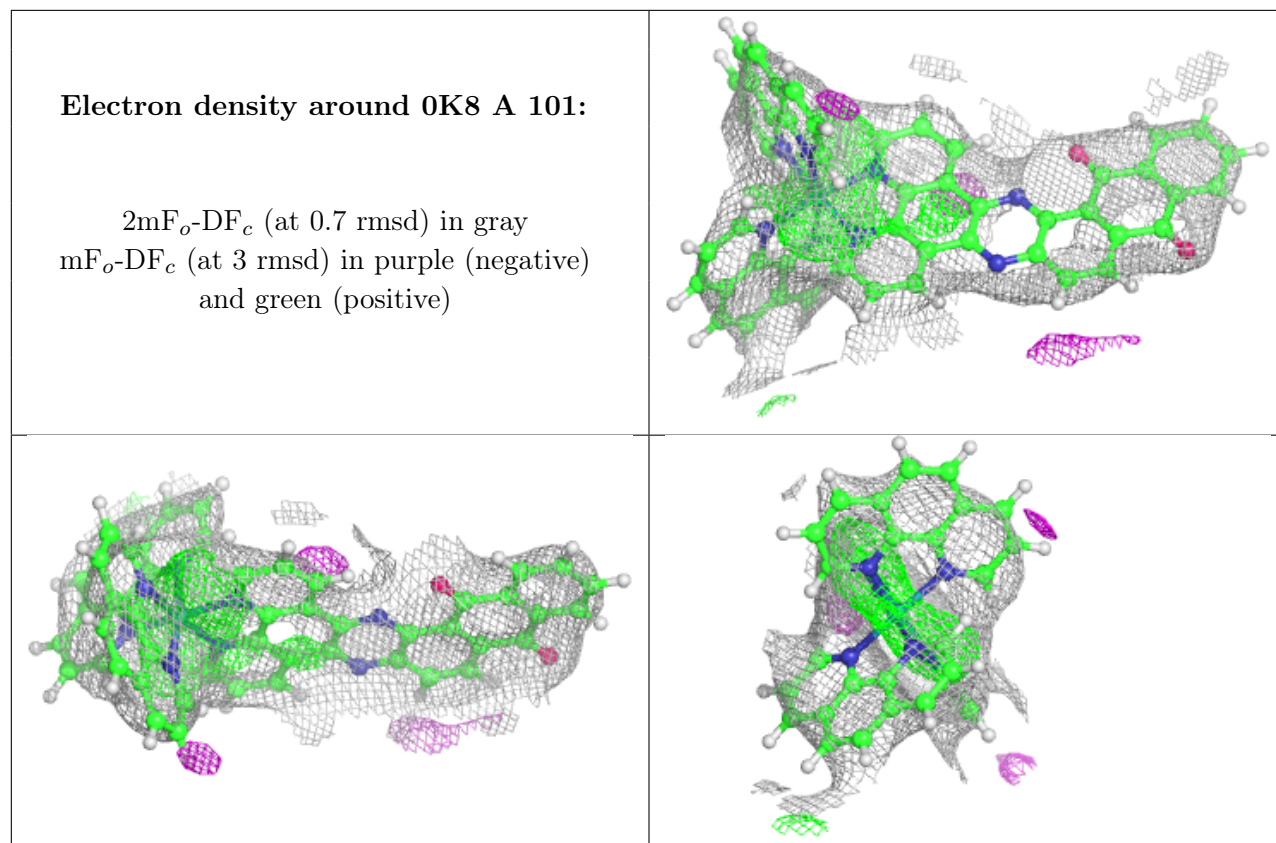 Electron density around 0K8 A 101:
2mFo-DFc (at 0.7 rmsd) in gray
mFo-DFc (at 3 rmsd) in purple (negative)
and green (positive)